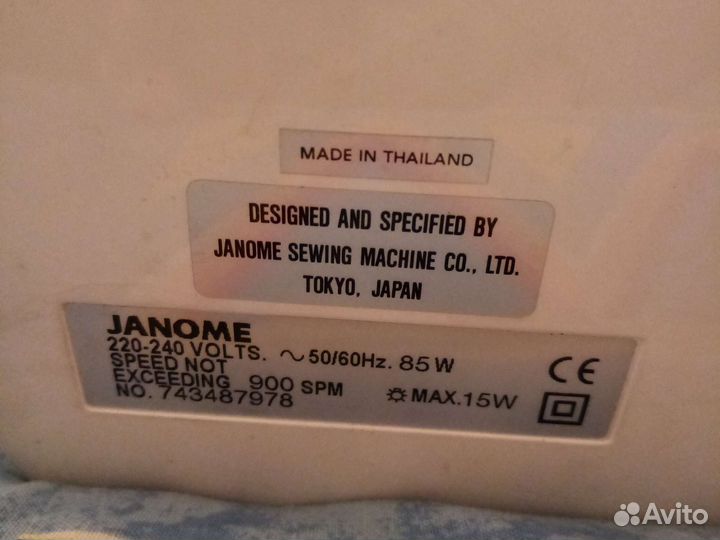 MADE IN THAILAND
DESIGNED AND SPECIFIED BY
JANOME SEWING MACHINE CO., LTD.
TOKYO, JAPAN
JANOME
220-240 VOLTS. ~ 50/60Hz. 85W
SPEED NOT
EXCEEDING 900 SPM
NO. 743487978
MAX.15W
CE
Avito